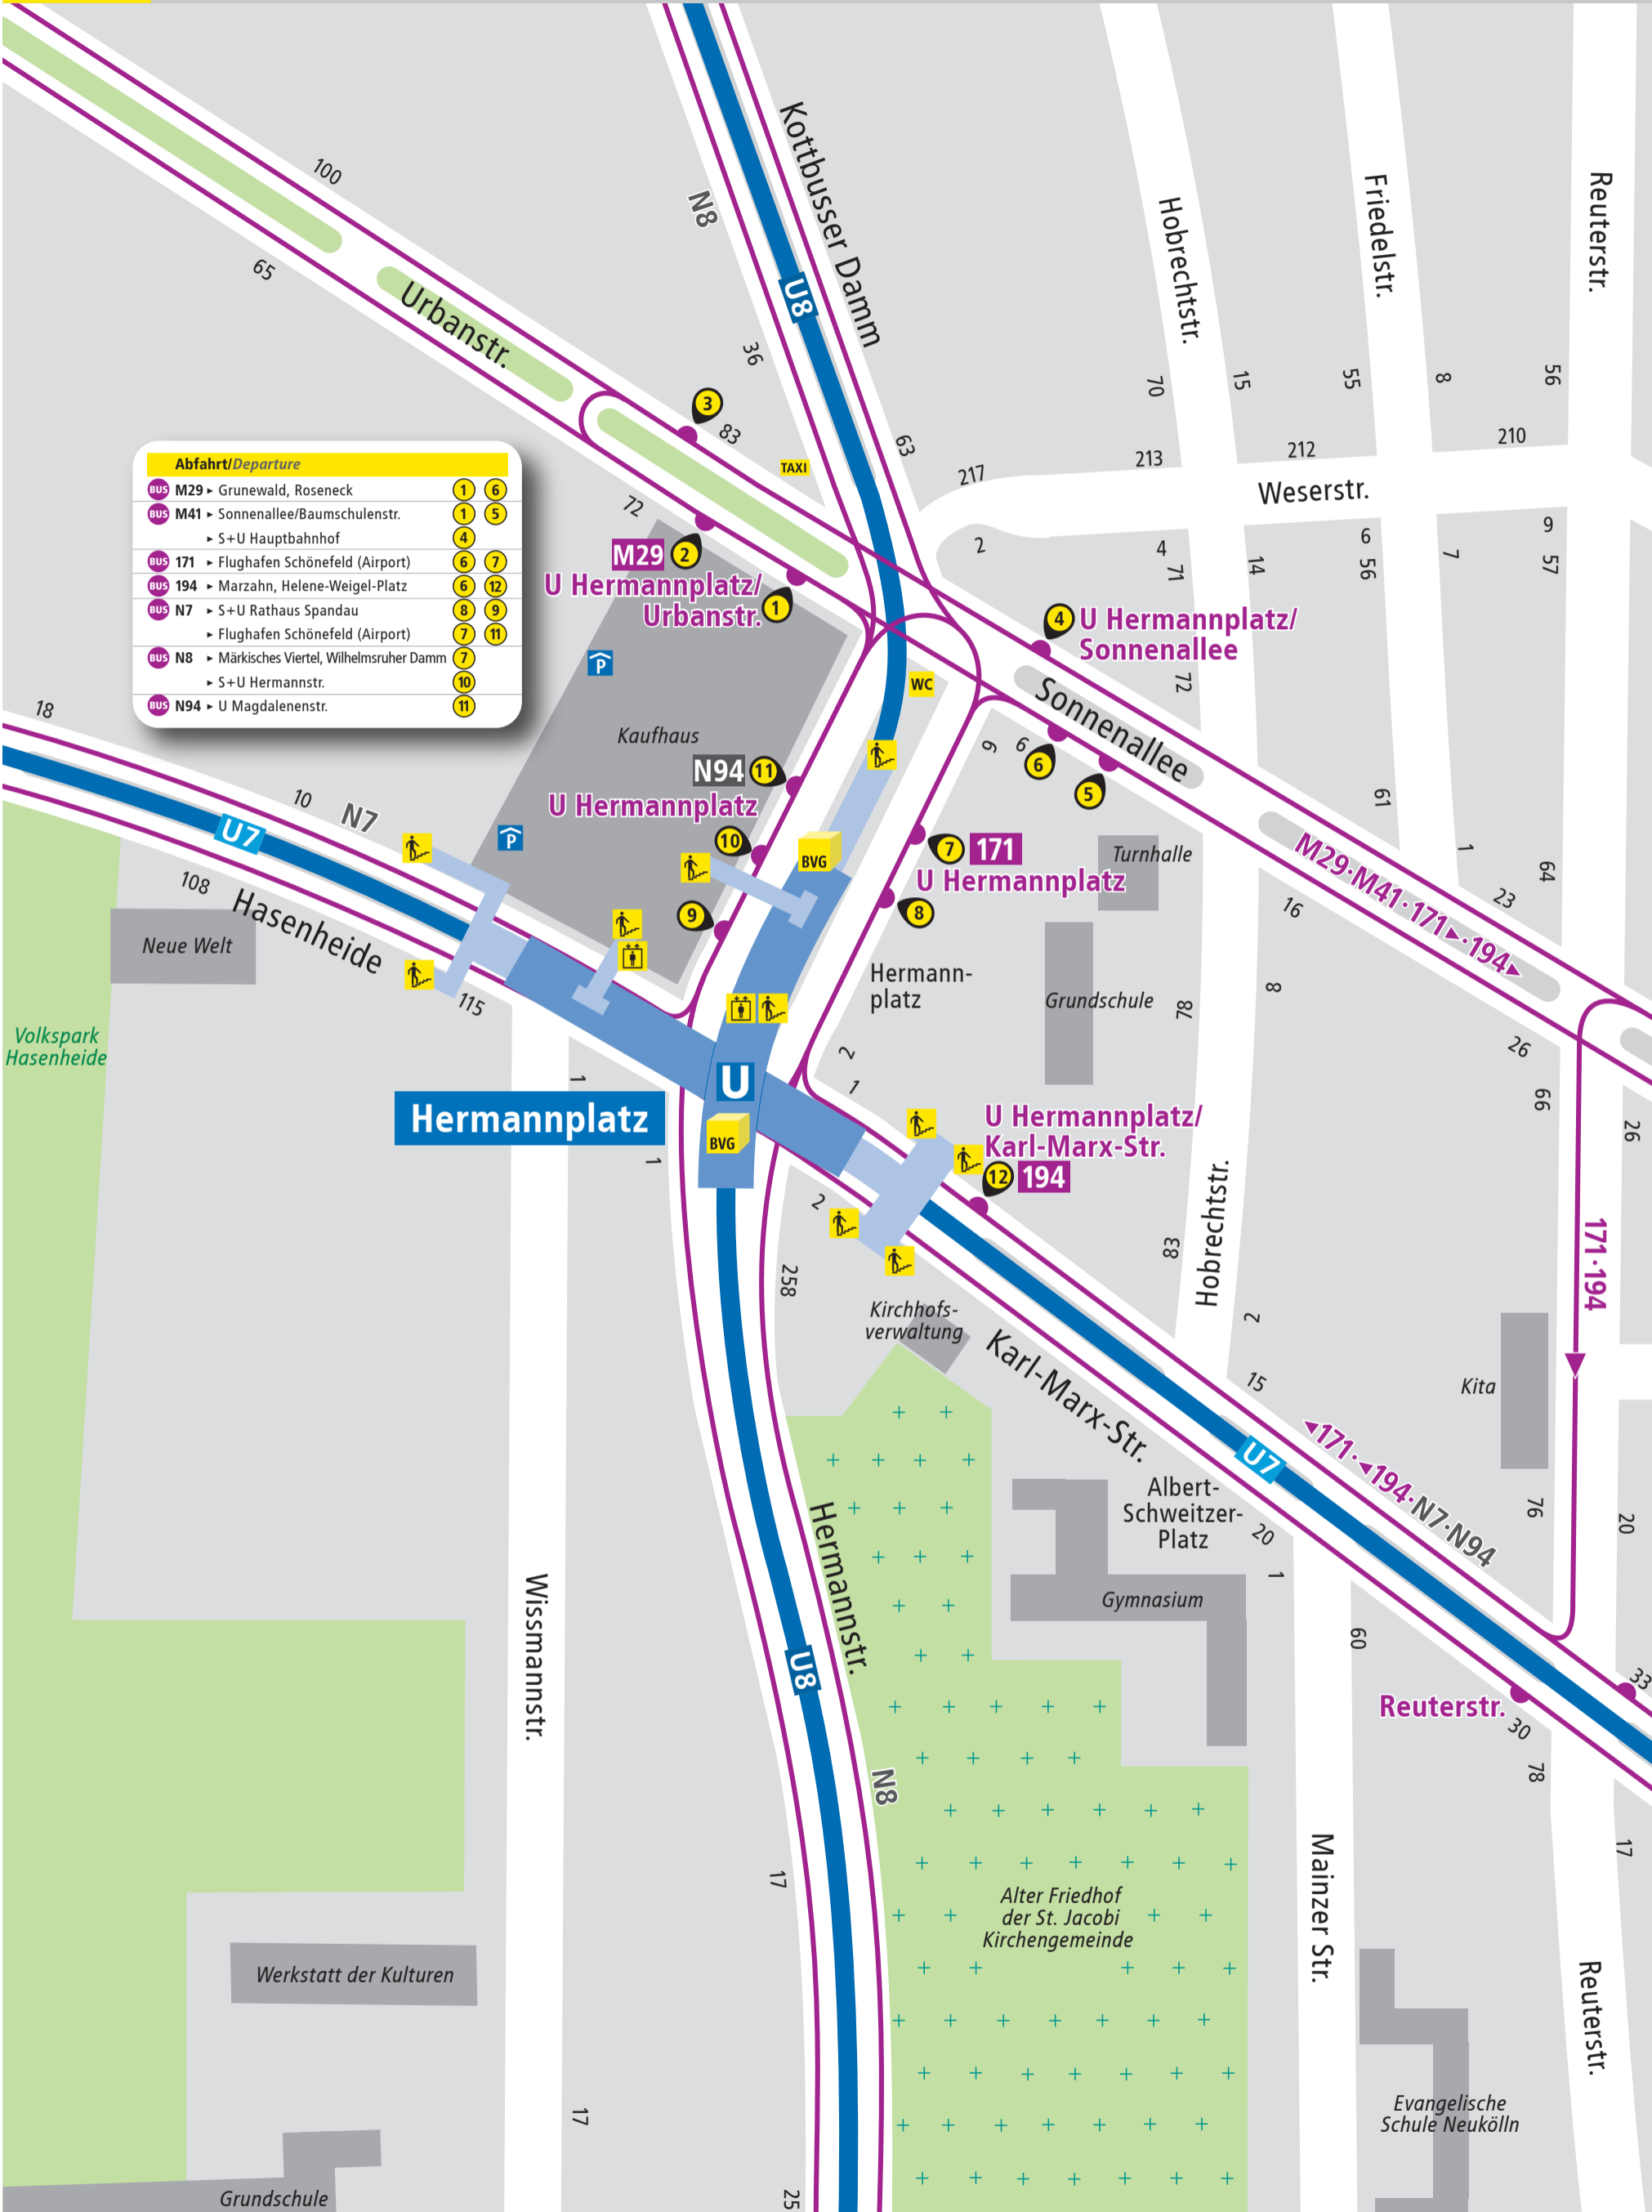 Kottbusser Damm
N8
U8
Hobrechtstr.
Friedelstr.
Reuterstr.
100
65
Urbanstr.
36
63
70
15
55
8
56
3
83
TAXI
217
213
212
210
Weserstr.
72
2
4
71
14
6
56
7
9
57
Abfahrt/Departure
BUS M29 ▸ Grunewald, Roseneck 1 6
BUS M41 ▸ Sonnenallee/Baumschulenstr. 1 5
▸ S+U Hauptbahnhof 4
BUS 171 ▸ Flughafen Schönefeld (Airport) 6 7
BUS 194 ▸ Marzahn, Helene-Weigel-Platz 6 12
BUS N7 ▸ S+U Rathaus Spandau 8 9
▸ Flughafen Schönefeld (Airport) 7 11
BUS N8 ▸ Märkisches Viertel, Wilhelmsruher Damm 7
▸ S+U Hermannstr. 10
BUS N94 ▸ U Magdalenenstr. 11
M29 2
U Hermannplatz/
Urbanstr. 1
4 U Hermannplatz/
Sonnenallee
P
WC
72
Sonnenallee
Kaufhaus
9
6
6
5
18
N94 11
U Hermannplatz
10
10
N7
U7
P
BVG
7 171
U Hermannplatz
Turnhalle
61
1
M29·M41·171▸·194▸
64
23
108
Hasenheide
Neue Welt
9
8
16
115
Hermann-
platz
Grundschule
78
8
Volkspark
Hasenheide
26
66
26
2
1
1
U
Hermannplatz
BVG
1
U Hermannplatz/
Karl-Marx-Str.
12 194
2
83
Hobrechtstr.
171·194
258
Kirchhofs-
verwaltung
2
Karl-Marx-Str.
15
Kita
U7
◂171·◂194·N7·N94
Albert-
Schweitzer-
Platz
20
1
76
20
Hermannstr.
Gymnasium
Wissmannstr.
60
U8
33
Reuterstr.
30
78
N8
17
17
Mainzer Str.
Alter Friedhof
der St. Jacobi
Kirchengemeinde
Werkstatt der Kulturen
Reuterstr.
17
Evangelische
Schule Neukölln
Grundschule
25